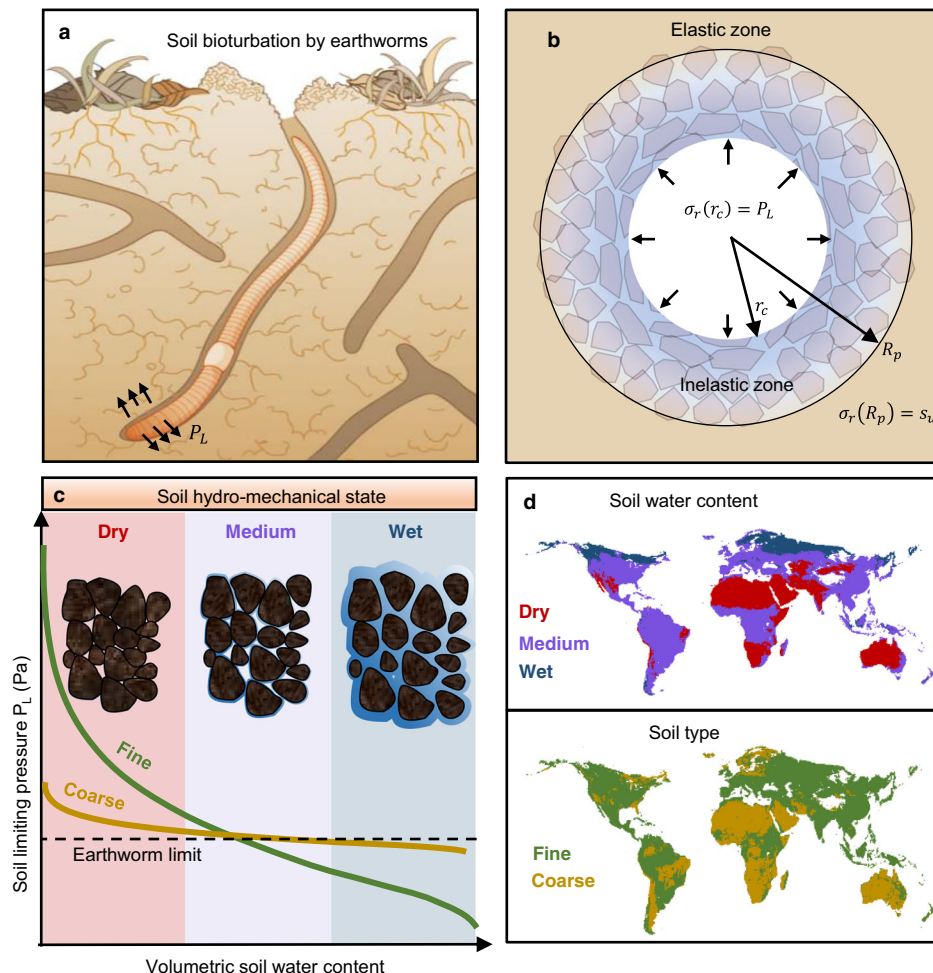 a
Soil bioturbation by earthworms
P_L
b
Elastic zone
σ_r(r_c) = P_L
r_c
R_p
Inelastic zone
σ_r(R_p) = s_u
c
Soil hydro-mechanical state
Dry
Medium
Wet
Soil limiting pressure P_L (Pa)
Fine
Coarse
Earthworm limit
Volumetric soil water content
d
Soil water content
Dry
Medium
Wet
Soil type
Fine
Coarse